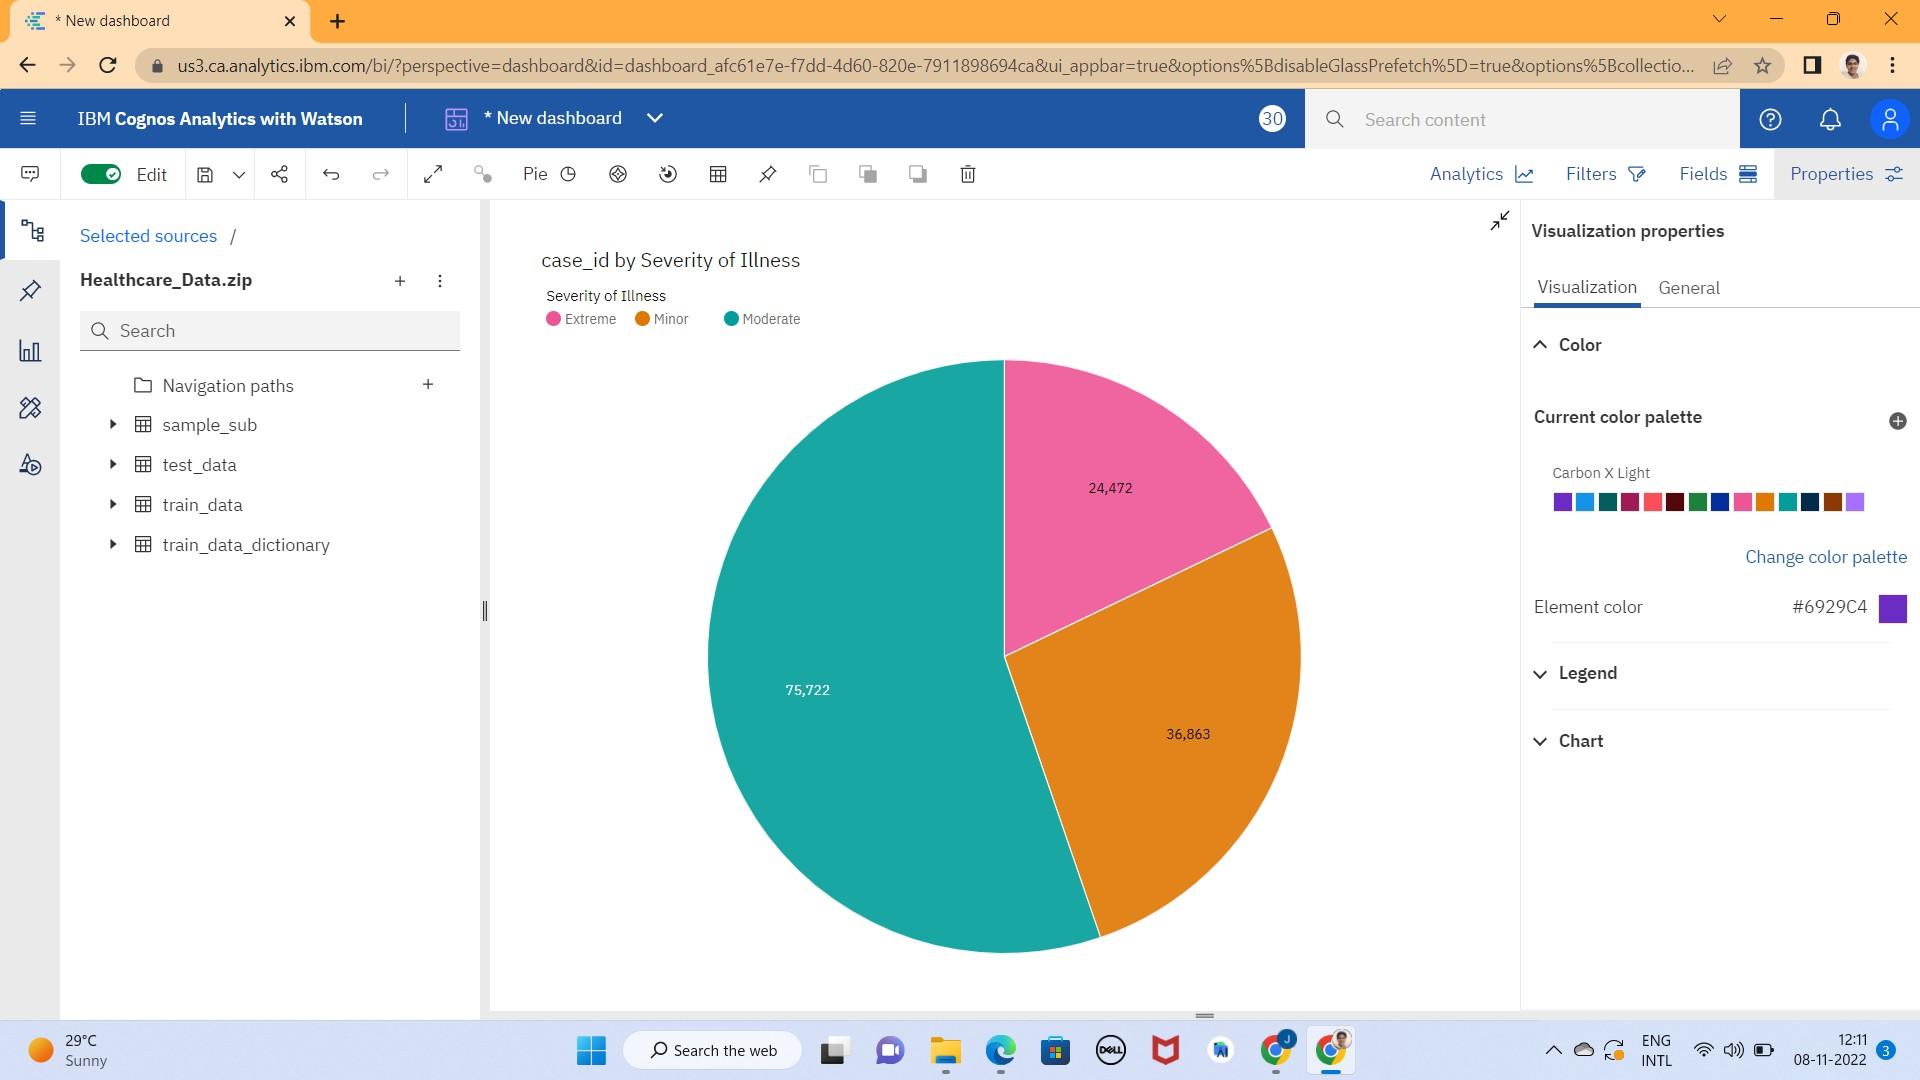 * New dashboard
us3.ca.analytics.ibm.com/bi/?perspective=dashboard&id=dashboard_afc61e7e-f7dd-4d60-820e-7911898694ca&ui_appbar=true&options%5BdisableGlassPrefetch%5D=true&options%5Bcollectio...
IBM Cognos Analytics with Watson
* New dashboard
30
Search content
Edit
Pie
Analytics
Filters
Fields
Properties
Selected sources /
Healthcare_Data.zip
Search
Navigation paths
sample_sub
test_data
train_data
train_data_dictionary
case_id by Severity of Illness
Severity of Illness
Extreme Minor Moderate
24,472
75,722
36,863
Visualization properties
Visualization General
Color
Current color palette
Carbon X Light
Change color palette
Element color #6929C4
Legend
Chart
29°C
Sunny
Search the web
DELL
J
ENG
INTL
12:11
08-11-2022
3